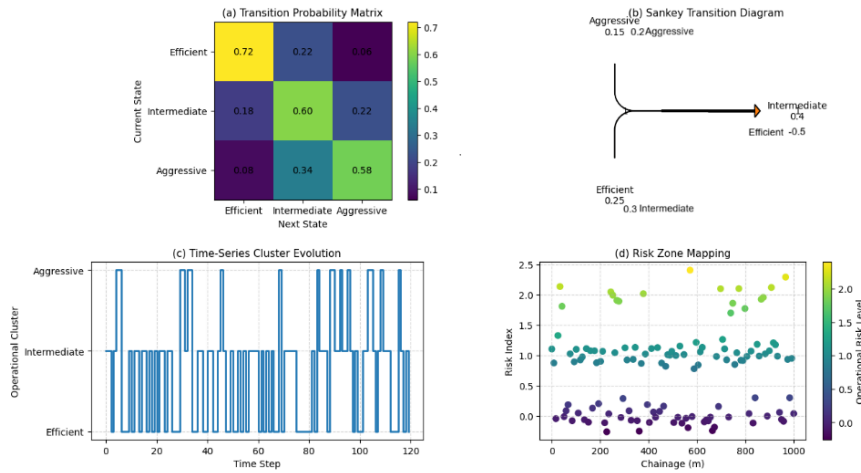 (a) Transition Probability Matrix
Efficient
Intermediate
Aggressive
Current State
0.72 0.22 0.06
0.18 0.60 0.22
0.08 0.34 0.58
Efficient Intermediate Aggressive
Next State
0.7
0.6
0.5
0.4
0.3
0.2
0.1
(b) Sankey Transition Diagram
Aggressive
0.15 0.2 Aggressive
Intermediate
0.4
Efficient -0.5
Efficient
0.25
0.3 Intermediate
(c) Time-Series Cluster Evolution
Aggressive
Intermediate
Efficient
Operational Cluster
0 20 40 60 80 100 120
Time Step
(d) Risk Zone Mapping
2.5
2.0
1.5
1.0
0.5
0.0
Risk Index
0 200 400 600 800 1000
Chainage (m)
2.0
1.5
1.0
0.5
0.0
Operational Risk Level